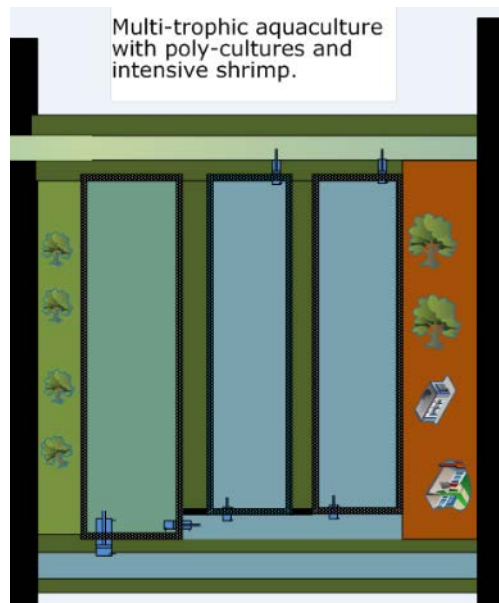 Multi-trophic aquaculture
with poly-cultures and
intensive shrimp.